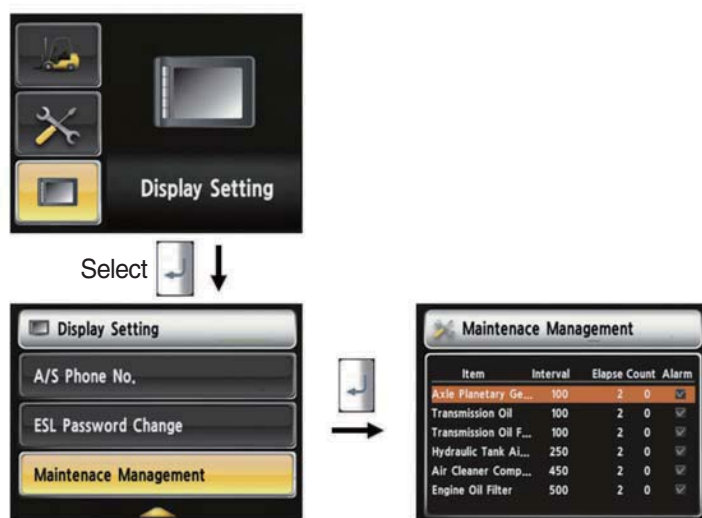 Display Setting
Select
Display Setting
A/S Phone No.
ESL Password Change
Maintenace Management
Maintenace Management
Item Interval Elapse Count Alarm
Axle Planetary Ge... 100 2 0
Transmission Oil 100 2 0
Transmission Oil F... 100 2 0
Hydraulic Tank Ai... 250 2 0
Air Cleaner Comp... 450 2 0
Engine Oil Filter 500 2 0